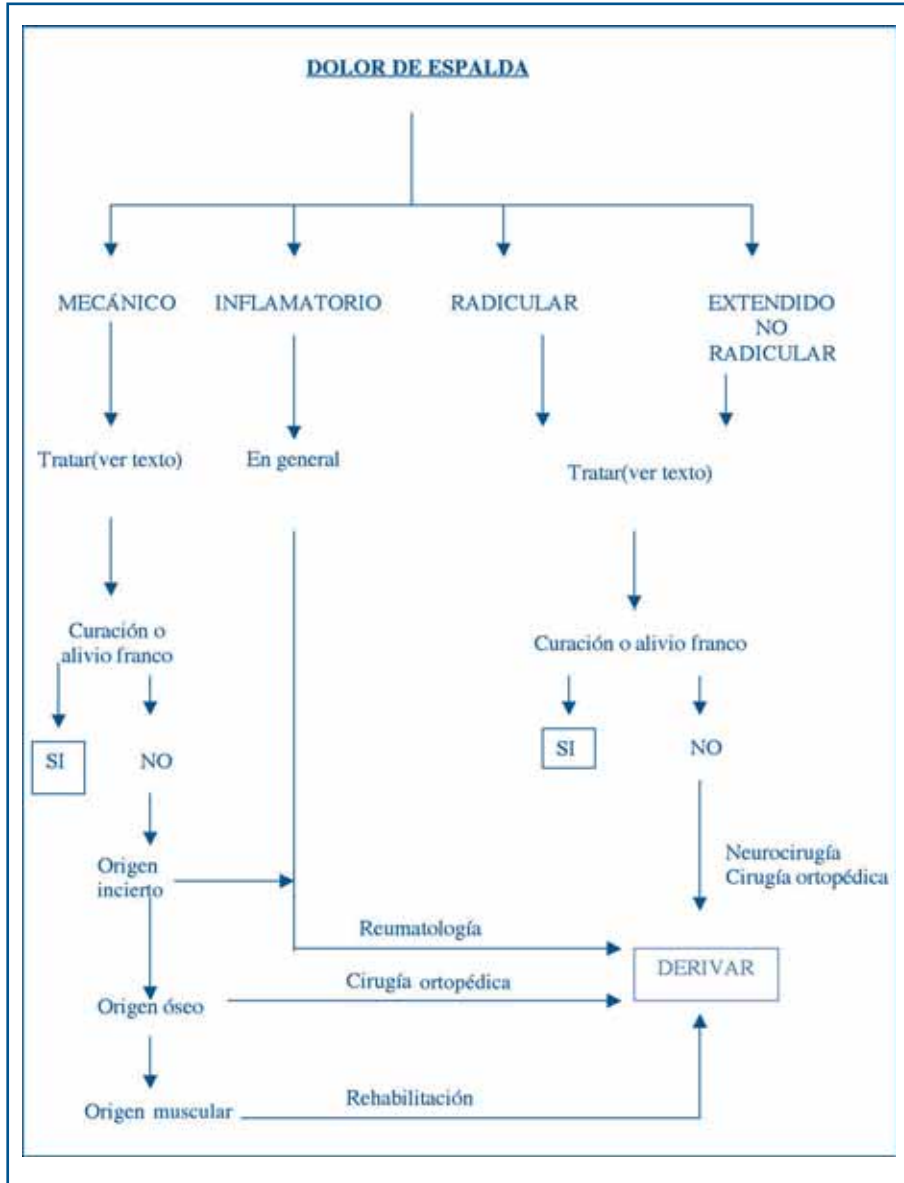 DOLOR DE ESPALDA
MECÁNICO
INFLAMATORIO
RADICULAR
EXTENDIDO
NO
RADICULAR
Tratar(ver texto)
En general
Tratar(ver texto)
Curación o
alivio franco
Curación o alivio franco
SI
NO
SI
NO
Origen
incierto
Neurocirugía
Cirugía ortopédica
Reumatología
DERIVAR
Cirugía ortopédica
Origen óseo
Origen muscular
Rehabilitación